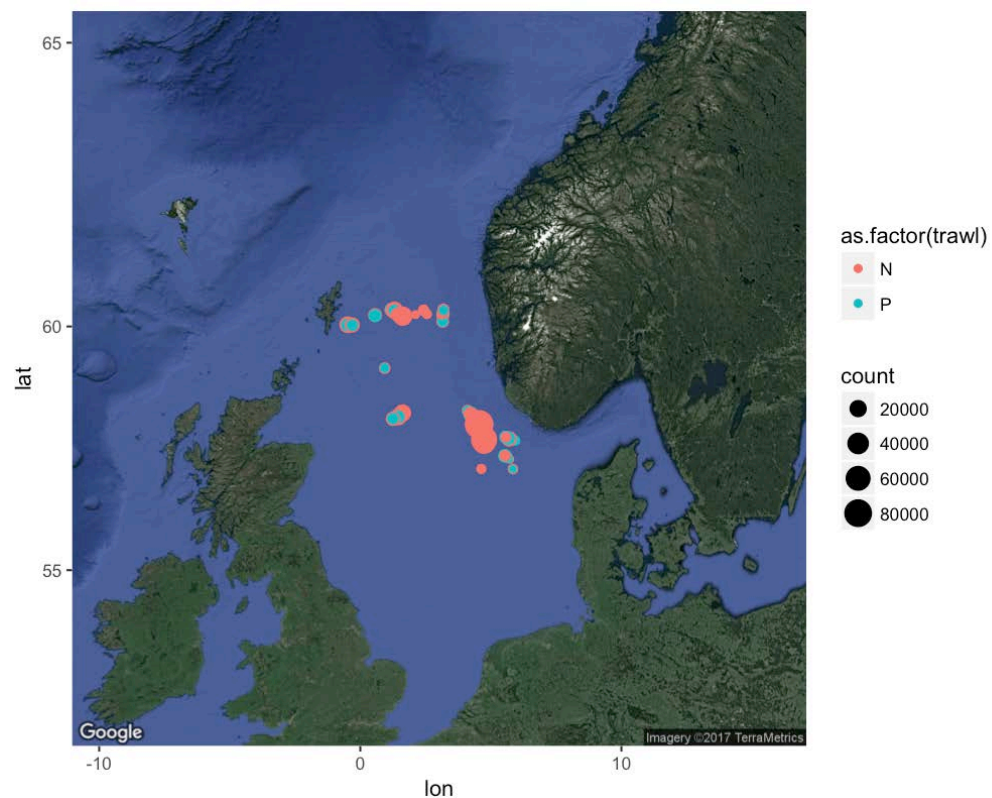 65
60
55
lat
-10
0
10
lon
Google
Imagery ©2017 TerraMetrics
as.factor(trawl)
N
P
count
20000
40000
60000
80000